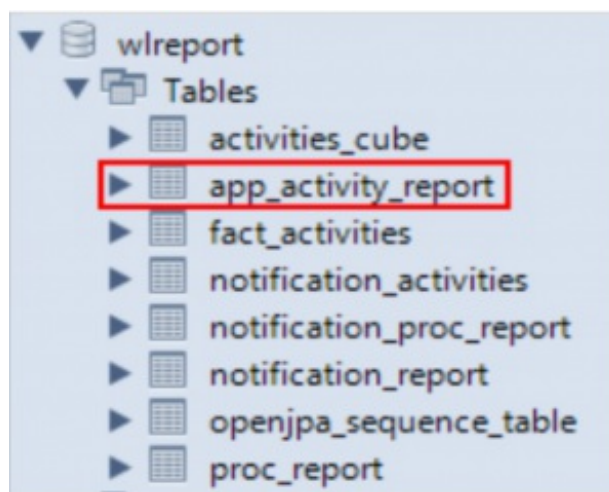 wlreport
Tables
activities_cube
app_activity_report
fact_activities
notification_activities
notification_proc_report
notification_report
openjpa_sequence_table
proc_report